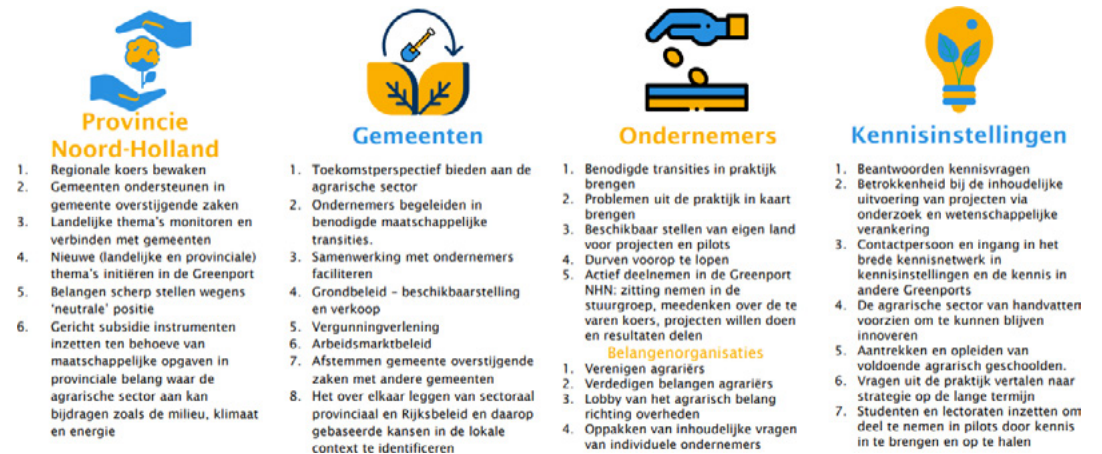 Provincie
Noord-Holland
1. Regionale koers bewaken
2. Gemeenten ondersteunen in
gemeente overstijgende zaken
3. Landelijke thema's monitoren en
verbinden met gemeenten
4. Nieuwe (landelijke en provinciale)
thema's initiëren in de Greenport
5. Belangen scherp stellen wegens
'neutrale' positie
6. Gericht subsidie instrumenten
inzetten ten behoeve van
maatschappelijke opgaven in
provinciale belang waar de
agrarische sector aan kan
bijdragen zoals de milieu, klimaat
en energie
Gemeenten
1. Toekomstperspectief bieden aan de
agrarische sector
2. Ondernemers begeleiden in
benodigde maatschappelijke
transities.
3. Samenwerking met ondernemers
faciliteren
4. Grondbeleid – beschikbaarstelling
en verkoop
5. Vergunningverlening
6. Arbeidsmarktbeleid
7. Afstemmen gemeente overstijgende
zaken met andere gemeenten
8. Het over elkaar leggen van sectoraal
provinciaal en Rijksbeleid en daarop
gebaseerde kansen in de lokale
context te identificeren
Ondernemers
1. Benodigde transities in praktijk
brengen
2. Problemen uit de praktijk in kaart
brengen
3. Beschikbaar stellen van eigen land
voor projecten en pilots
4. Durven voorop te lopen
5. Actief deelnemen in de Greenport
NHN: zitting nemen in de
stuurgroep, meedenken over de te
varen koers, projecten willen doen
en resultaten delen
Belangenorganisaties
1. Verenigen agrariërs
2. Verdedigen belangen agrariërs
3. Lobby van het agrarisch belang
richting overheden
4. Oppakken van inhoudelijke vragen
van individuele ondernemers
Kennisinstellingen
1. Beantwoorden kennisvragen
2. Betrokkenheid bij de inhoudelijke
uitvoering van projecten via
onderzoek en wetenschappelijke
verankering
3. Contactpersoon en ingang in het
brede kennisnetwerk in
kennisinstellingen en de kennis in
andere Greenports
4. De agrarische sector van handvatten
voorzien om te kunnen blijven
innoveren
5. Aantrekken en opleiden van
voldoende agrarisch geschoolden.
6. Vragen uit de praktijk vertalen naar
strategie op de lange termijn
7. Studenten en lectoraten inzetten om
deel te nemen in pilots door kennis
in te brengen en op te halen